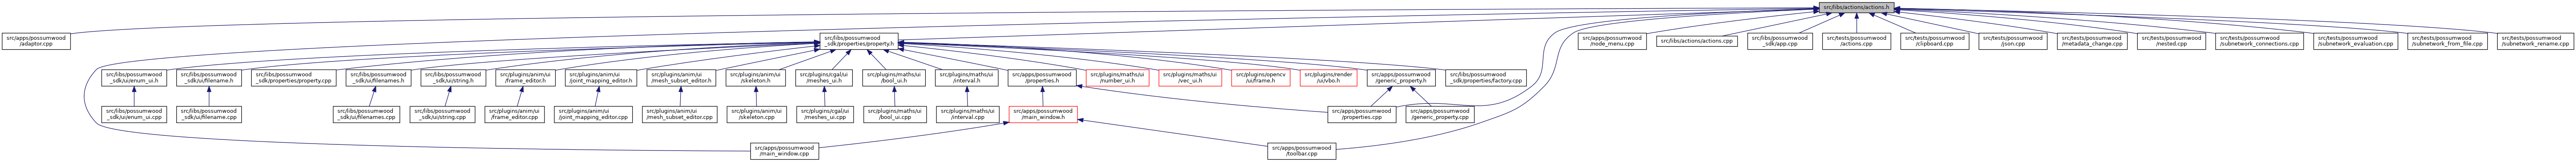 src/libs/actions/actions.h
src/apps/possumwood
/adaptor.cpp
src/libs/possumwood
_sdk/properties/property.h
src/apps/possumwood
/node_menu.cpp
src/libs/actions/actions.cpp
src/libs/possumwood
_sdk/app.cpp
src/tests/possumwood
/actions.cpp
src/tests/possumwood
/clipboard.cpp
src/tests/possumwood
/json.cpp
src/tests/possumwood
/metadata_change.cpp
src/tests/possumwood
/nested.cpp
src/tests/possumwood
/subnetwork_connections.cpp
src/tests/possumwood
/subnetwork_evaluation.cpp
src/tests/possumwood
/subnetwork_from_file.cpp
src/tests/possumwood
/subnetwork_rename.cpp
src/libs/possumwood
_sdk/ui/enum_ui.h
src/libs/possumwood
_sdk/ui/filename.h
src/libs/possumwood
_sdk/properties/property.cpp
src/libs/possumwood
_sdk/ui/filenames.h
src/libs/possumwood
_sdk/ui/string.h
src/plugins/anim/ui
/frame_editor.h
src/plugins/anim/ui
/joint_mapping_editor.h
src/plugins/anim/ui
/mesh_subset_editor.h
src/plugins/anim/ui
/skeleton.h
src/plugins/cgal/ui
/meshes_ui.h
src/plugins/maths/ui
/bool_ui.h
src/plugins/maths/ui
/interval.h
src/apps/possumwood
/properties.h
src/plugins/maths/ui
/number_ui.h
src/plugins/maths/ui
/vec_ui.h
src/plugins/opencv
/ui/frame.h
src/plugins/render
/ui/vbo.h
src/apps/possumwood
/generic_property.h
src/libs/possumwood
_sdk/properties/factory.cpp
src/libs/possumwood
_sdk/ui/enum_ui.cpp
src/libs/possumwood
_sdk/ui/filename.cpp
src/libs/possumwood
_sdk/ui/filenames.cpp
src/libs/possumwood
_sdk/ui/string.cpp
src/plugins/anim/ui
/frame_editor.cpp
src/plugins/anim/ui
/joint_mapping_editor.cpp
src/plugins/anim/ui
/mesh_subset_editor.cpp
src/plugins/anim/ui
/skeleton.cpp
src/plugins/cgal/ui
/meshes_ui.cpp
src/plugins/maths/ui
/bool_ui.cpp
src/plugins/maths/ui
/interval.cpp
src/apps/possumwood
/main_window.h
src/apps/possumwood
/properties.cpp
src/apps/possumwood
/generic_property.cpp
src/apps/possumwood
/main_window.cpp
src/apps/possumwood
/toolbar.cpp